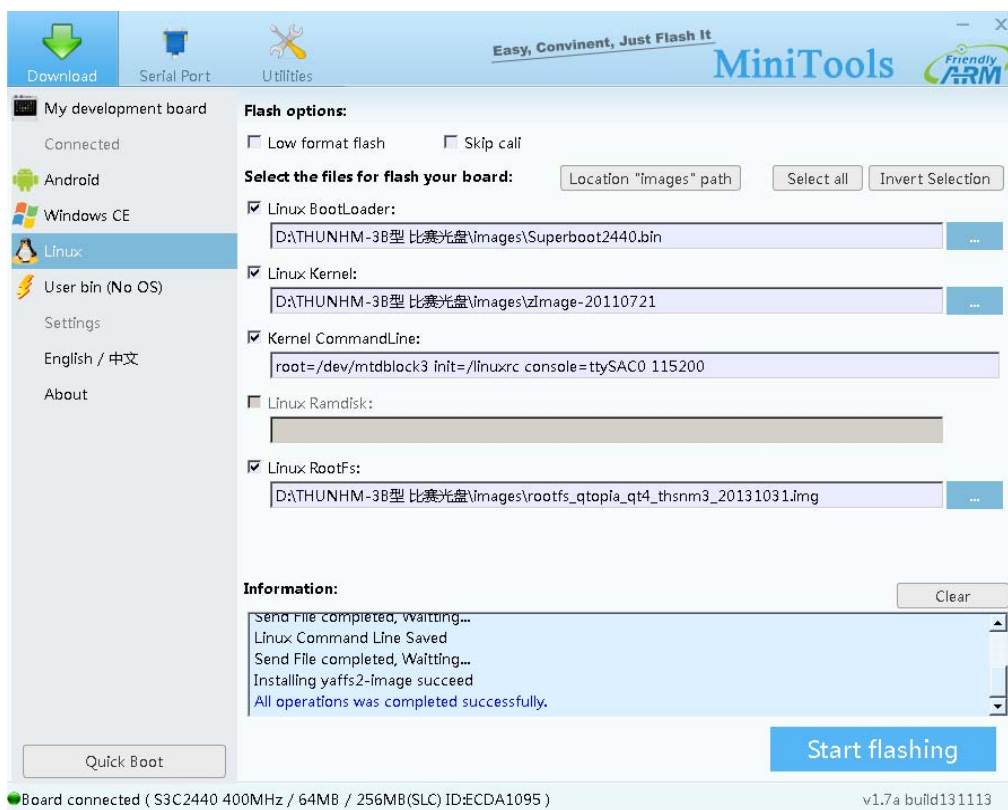 Easy, Convinent, Just Flash It
MiniTools
Friendly ARM
Download
Serial Port
Utilities
My development board
Connected
Android
Windows CE
Linux
User bin (No OS)
Settings
English / 中文
About
Quick Boot
Flash options:
Low format flash
Skip cali
Select the files for flash your board:
Location "images" path
Select all
Invert Selection
Linux BootLoader:
D:\THUNHM-3B型 比赛光盘\images\Superboot2440.bin
...
Linux Kernel:
D:\THUNHM-3B型 比赛光盘\images\zImage-20110721
...
Kernel CommandLine:
root=/dev/mtdblock3 init=/linuxrc console=ttySAC0 115200
Linux Ramdisk:
Linux RootFs:
D:\THUNHM-3B型 比赛光盘\images\rootfs_qtopia_qt4_thsnm3_20131031.img
...
Information:
Clear
Send File completed, Waitting...
Linux Command Line Saved
Send File completed, Waitting...
Installing yaffs2-image succeed
All operations was completed successfully.
Start flashing
Board connected ( S3C2440 400MHz / 64MB / 256MB(SLC) ID:ECDA1095 )
v1.7a build131113